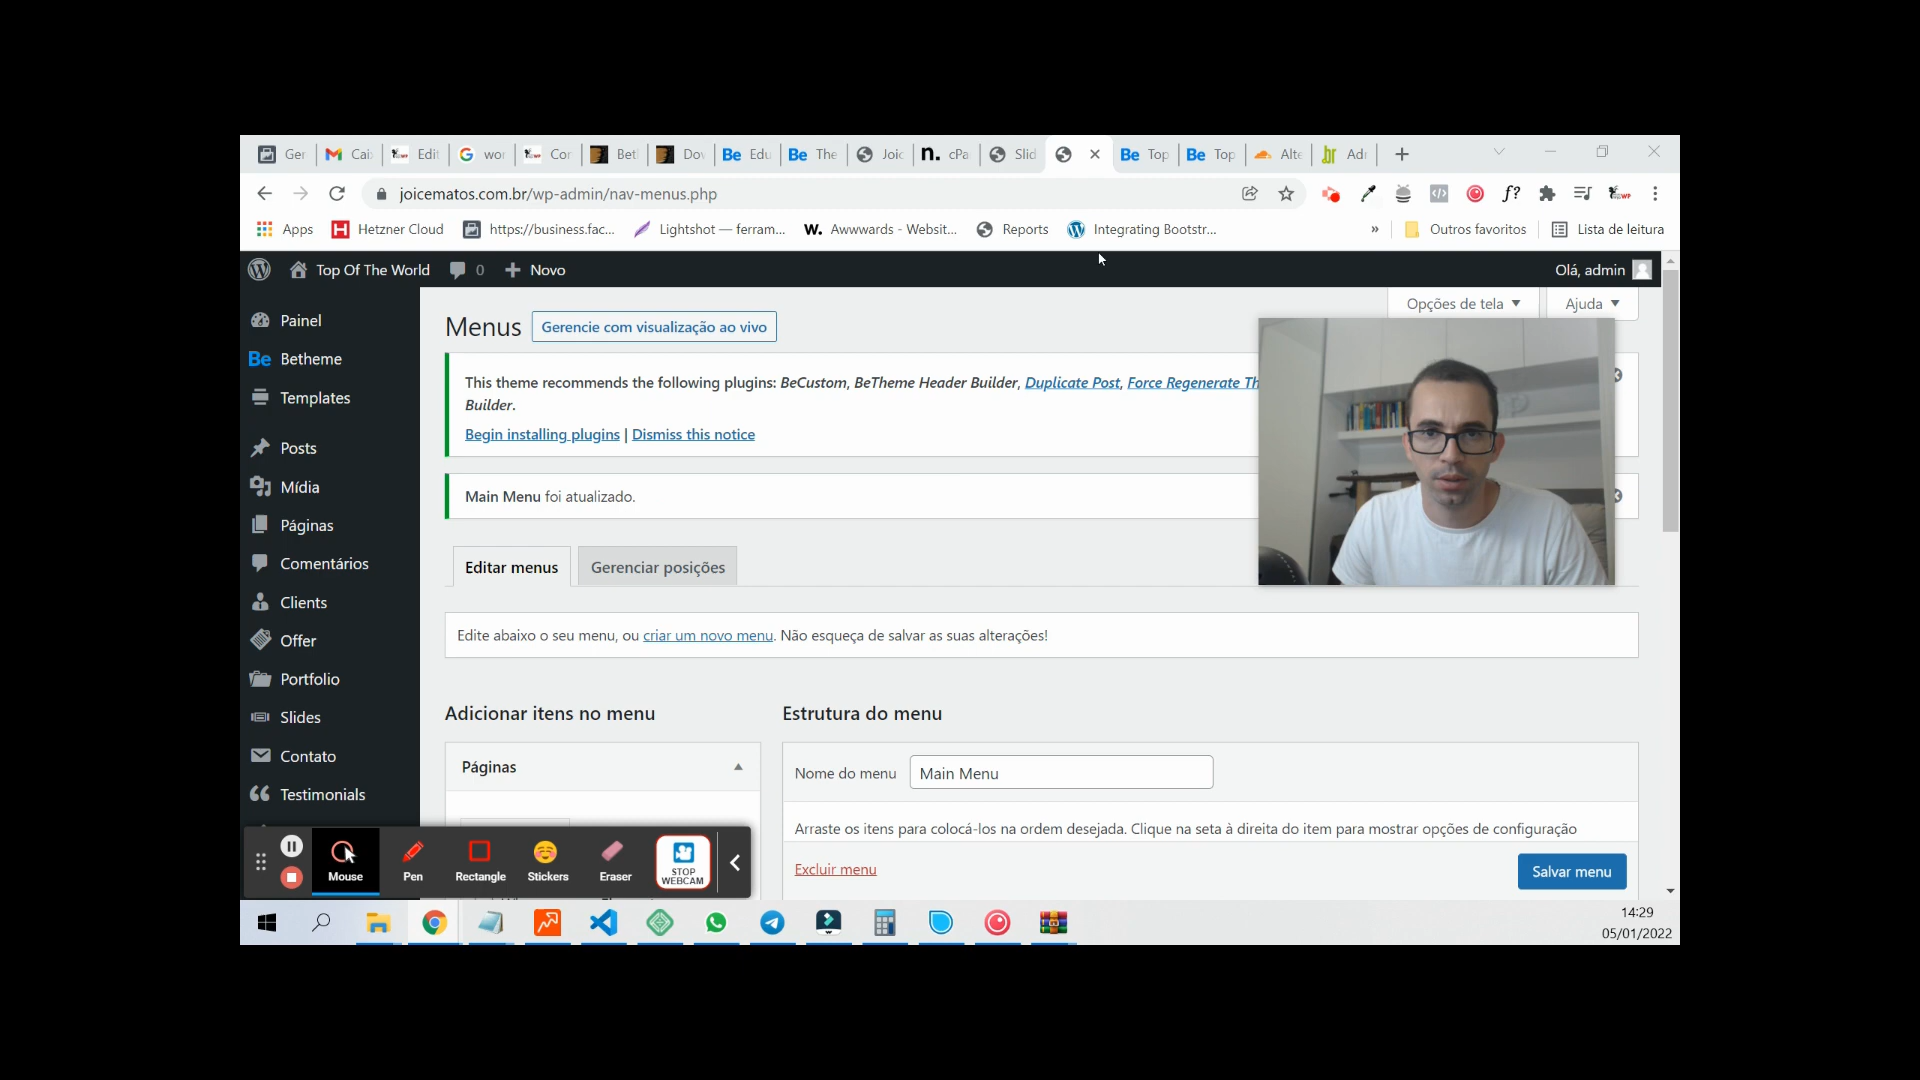 Ger
Cai
Edit
wor
Cor
Bet
Dov
Be Edu
Be The
Joic
n. cPa
Slid
Be Top
Be Top
Alte
jr Adr
joicematos.com.br/wp-admin/nav-menus.php
f?
Apps
H Hetzner Cloud
https://business.fac...
Lightshot — ferram...
W. Awwwards - Websit...
Reports
Integrating Bootstr...
»
Outros favoritos
Lista de leitura
Top Of The World
0
Novo
Olá, admin
Opções de tela
Ajuda
Painel
Be Betheme
Templates
Posts
Mídia
Páginas
Comentários
Clients
Offer
Portfolio
Slides
Contato
Testimonials
Menus
Gerencie com visualização ao vivo
This theme recommends the following plugins: BeCustom, BeTheme Header Builder, Duplicate Post, Force Regenerate Th
Builder.
Begin installing plugins | Dismiss this notice
Main Menu foi atualizado.
Editar menus
Gerenciar posições
Edite abaixo o seu menu, ou criar um novo menu. Não esqueça de salvar as suas alterações!
Adicionar itens no menu
Estrutura do menu
Páginas
Nome do menu
Main Menu
Arraste os itens para colocá-los na ordem desejada. Clique na seta à direita do item para mostrar opções de configuração
Excluir menu
Salvar menu
Mouse
Pen
Rectangle
Stickers
Eraser
STOP
WEBCAM
14:29
05/01/2022